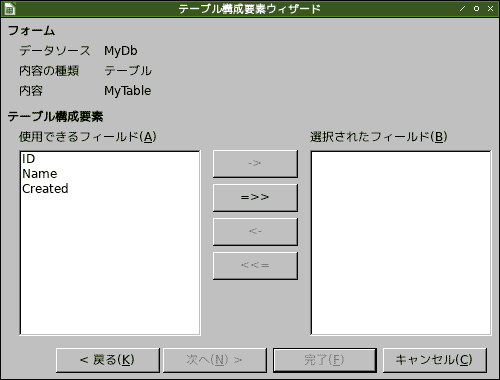 テーブル構成要素ウィザード
フォーム
データソース MyDb
内容の種類 テーブル
内容 MyTable
テーブル構成要素
使用できるフィールド(A)
選択されたフィールド(B)
ID
Name
Created
->
=>>
<-
<<=
< 戻る(K)
次へ(N) >
完了(F)
キャンセル(C)